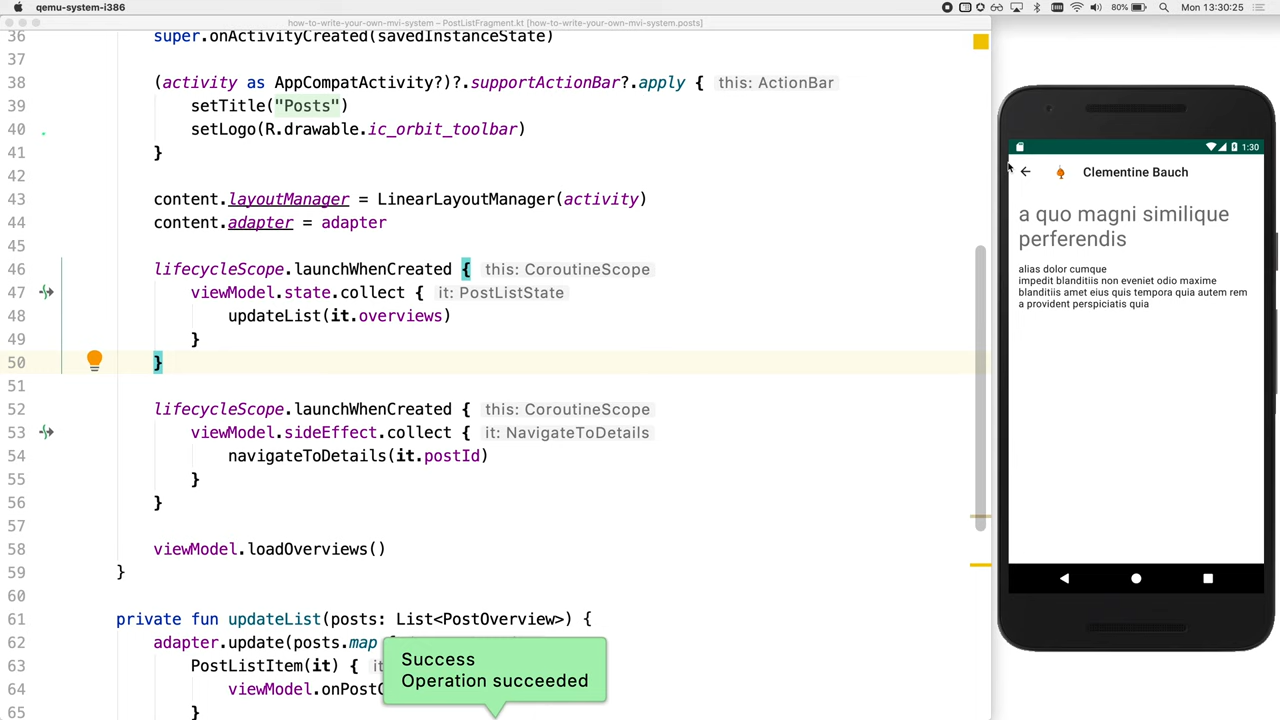 qemu-system-i386
80%
Mon 13:30:25
how-to-write-your-own-mvi-system – PostListFragment.kt [how-to-write-your-own-mvi-system.posts]
36 super.onActivityCreated(savedInstanceState)
37
38 (activity as AppCompatActivity?)?.supportActionBar?.apply { this: ActionBar
39 setTitle("Posts")
40 setLogo(R.drawable.ic_orbit_toolbar)
41 }
42
43 content.layoutManager = LinearLayoutManager(activity)
44 content.adapter = adapter
45
46 lifecycleScope.launchWhenCreated { this: CoroutineScope
47 viewModel.state.collect { it: PostListState
48 updateList(it.overviews)
49 }
50 }
51
52 lifecycleScope.launchWhenCreated { this: CoroutineScope
53 viewModel.sideEffect.collect { it: NavigateToDetails
54 navigateToDetails(it.postId)
55 }
56 }
57
58 viewModel.loadOverviews()
59 }
60
61 private fun updateList(posts: List<PostOverview>) {
62 adapter.update(posts.map {
63 PostListItem(it) { it
64 viewModel.onPostC
65 }
Success
Operation succeeded
1:30
Clementine Bauch
a quo magni similique
perferendis
alias dolor cumque
impedit blanditiis non eveniet odio maxime
blanditiis amet eius quis tempora quia autem rem
a provident perspiciatis quia